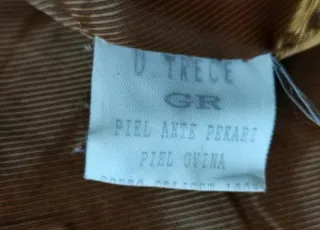 U. TRECE
GR
PIEL ANTE PEKARI
PIEL OVINA